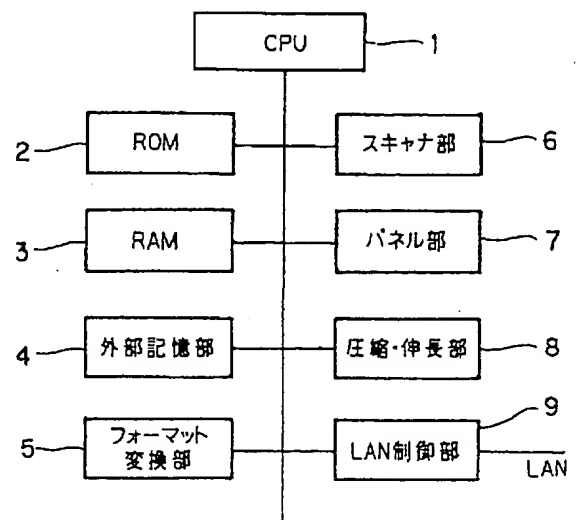 CPU 1
2 ROM
スキャナ部 6
3 RAM
パネル部 7
4 外部記憶部
圧縮・伸長部 8
5 フォーマット
変換部
9
LAN制御部
LAN